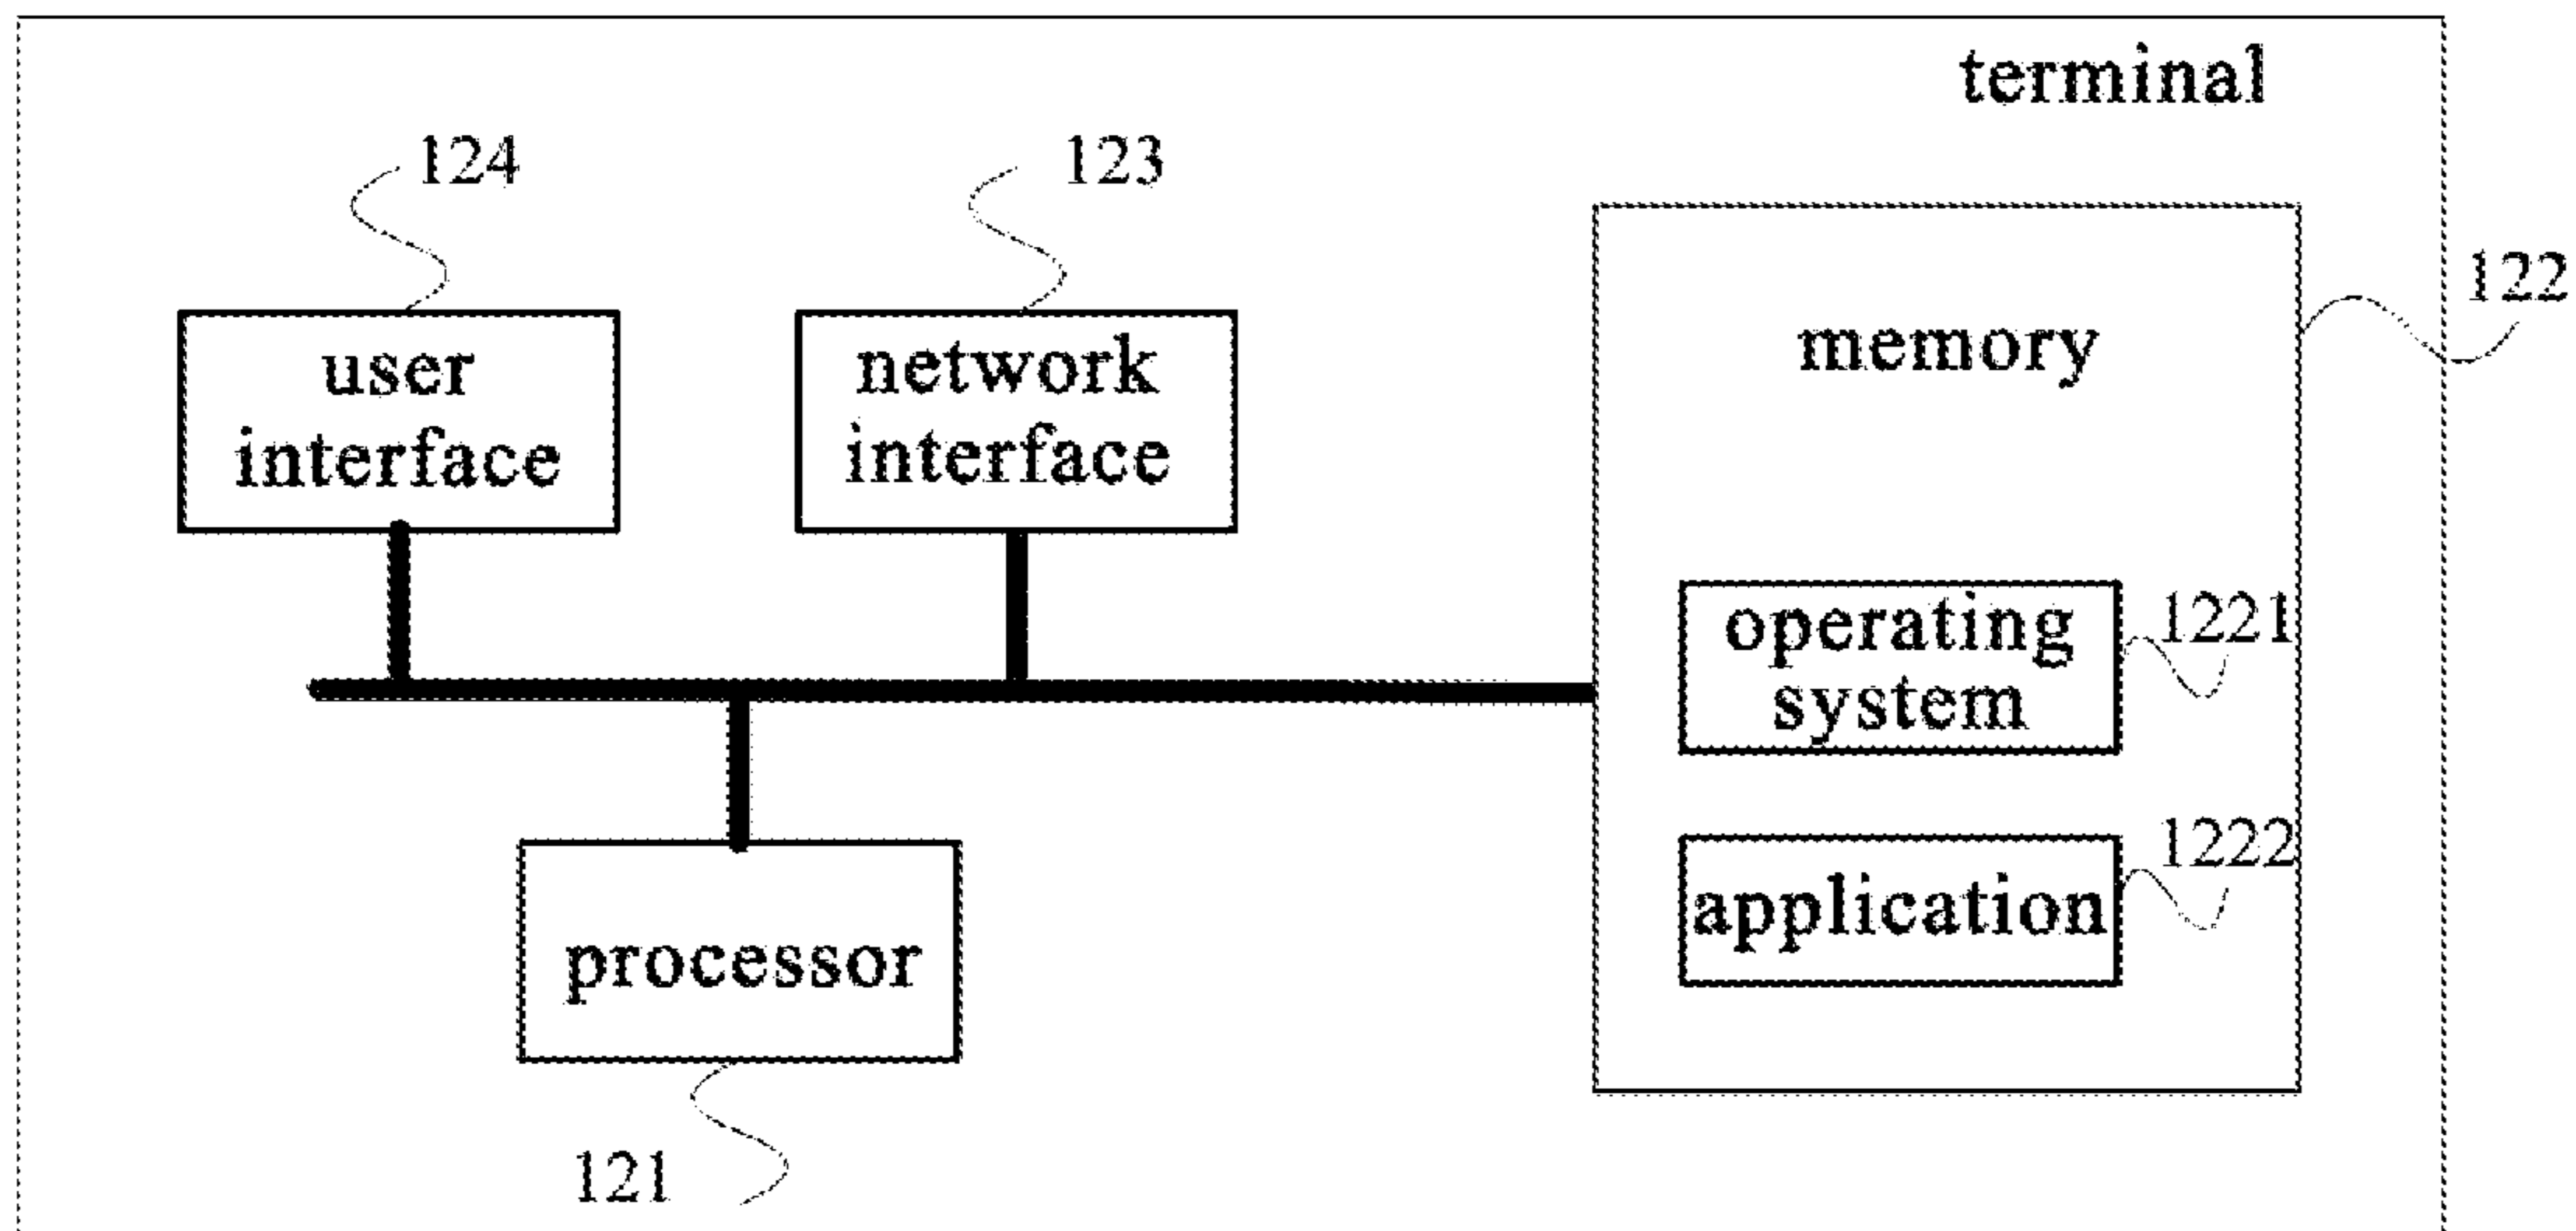 terminal
124
123
122
user
interface
network
interface
memory
operating
system
1221
application
1222
processor
121